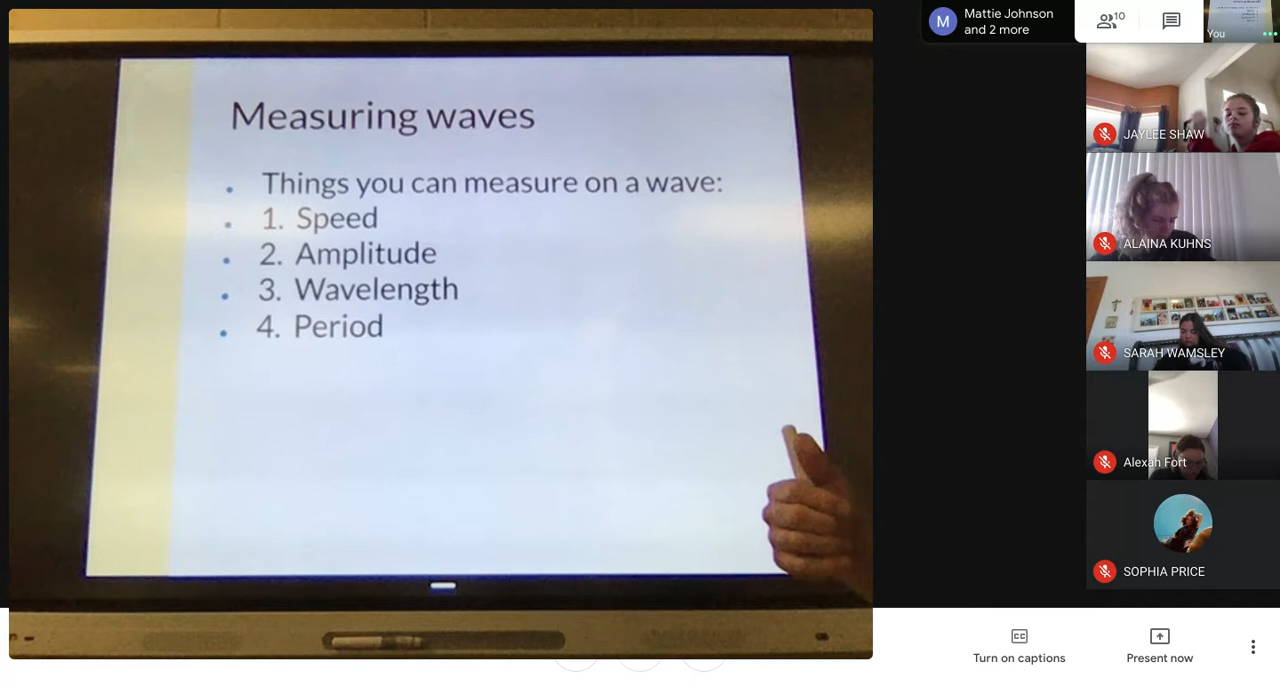 Measuring waves
• Things you can measure on a wave:
• 1. Speed
• 2. Amplitude
• 3. Wavelength
• 4. Period
M
Mattie Johnson
and 2 more
10
You
JAYLEE SHAW
ALAINA KUHNS
SARAH WAMSLEY
Alexah Fort
SOPHIA PRICE
CC
Turn on captions
Present now